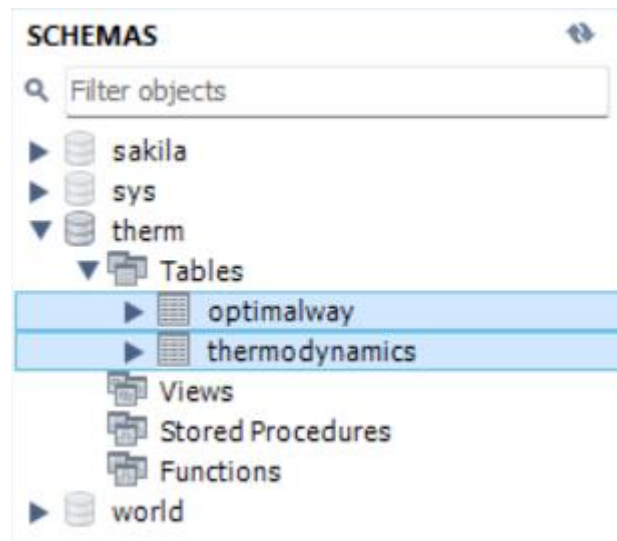 SCHEMAS
Filter objects
sakila
sys
therm
Tables
optimalway
thermodynamics
Views
Stored Procedures
Functions
world